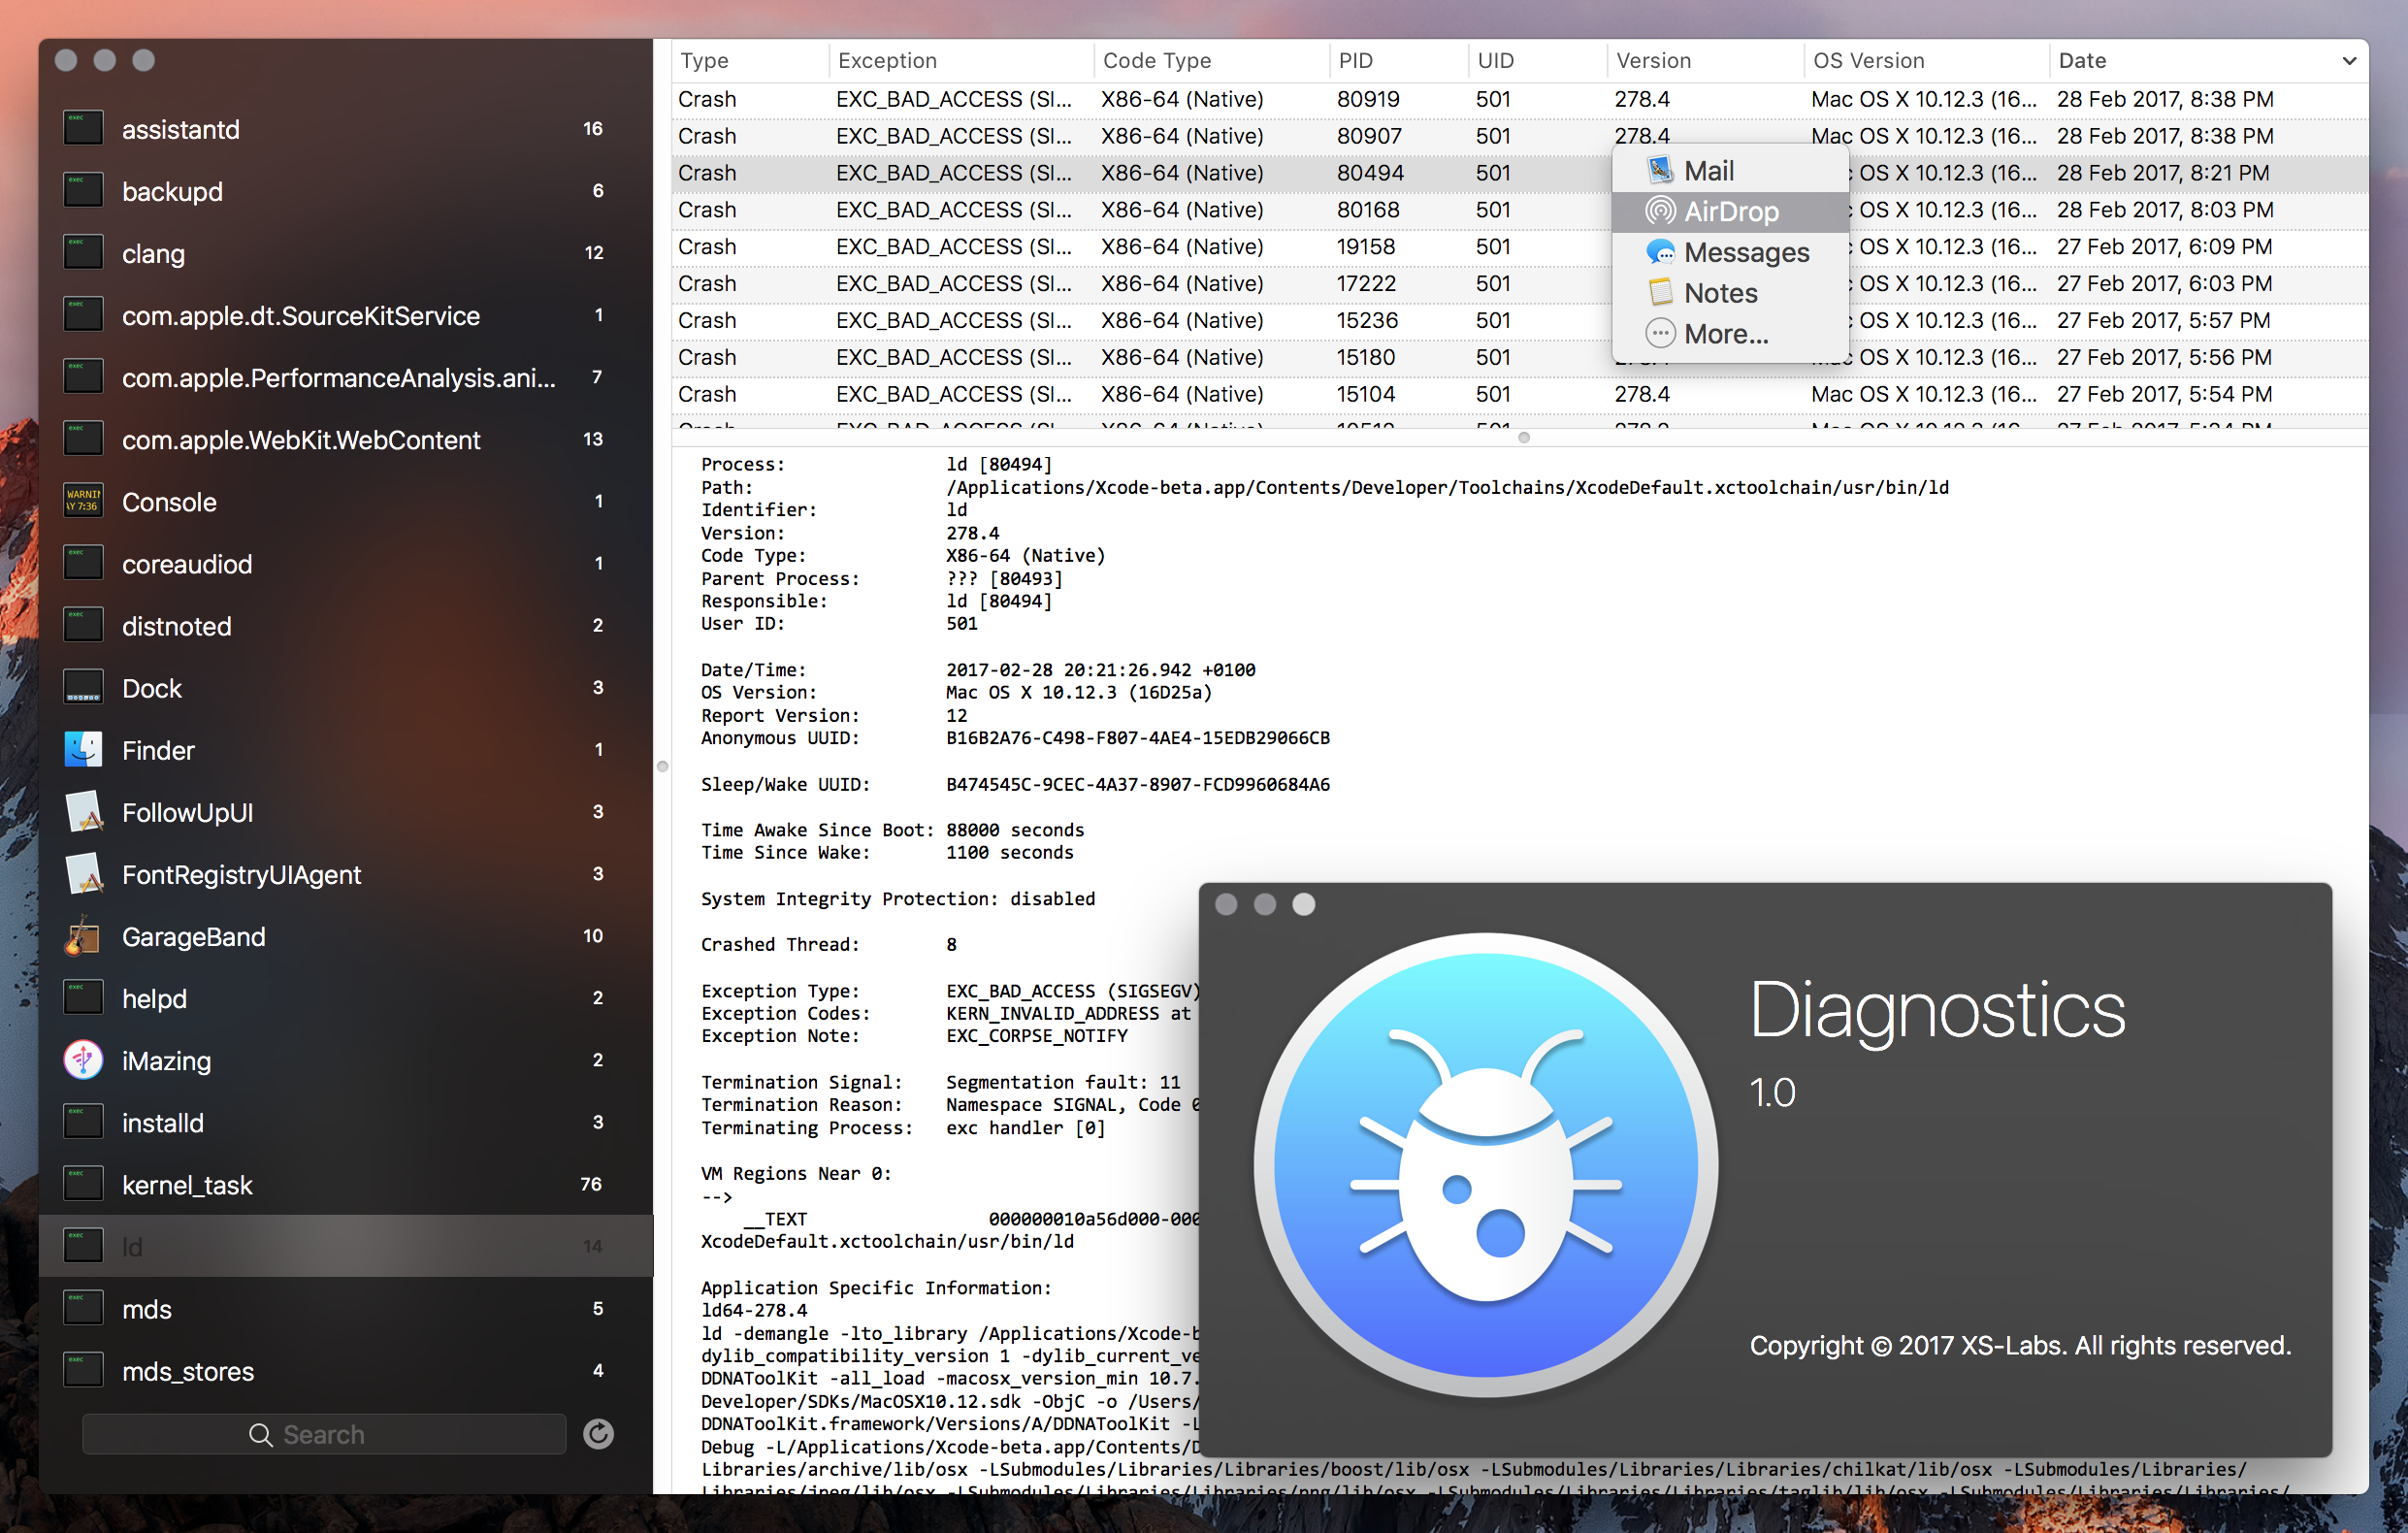 assistantd 16
backupd 6
clang 12
com.apple.dt.SourceKitService 1
com.apple.PerformanceAnalysis.ani... 7
com.apple.WebKit.WebContent 13
Console 1
coreaudiod 1
distnoted 2
Dock 3
Finder 1
FollowUpUI 3
FontRegistryUIAgent 3
GarageBand 10
helpd 2
iMazing 2
installd 3
kernel_task 76
ld 14
mds 5
mds_stores 4
Search
Type Exception Code Type PID UID Version OS Version Date
Crash EXC_BAD_ACCESS (SI... X86-64 (Native) 80919 501 278.4 Mac OS X 10.12.3 (16... 28 Feb 2017, 8:38 PM
Crash EXC_BAD_ACCESS (SI... X86-64 (Native) 80907 501 278.4 Mac OS X 10.12.3 (16... 28 Feb 2017, 8:38 PM
Crash EXC_BAD_ACCESS (SI... X86-64 (Native) 80494 501 OS X 10.12.3 (16... 28 Feb 2017, 8:21 PM
Crash EXC_BAD_ACCESS (SI... X86-64 (Native) 80168 501 OS X 10.12.3 (16... 28 Feb 2017, 8:03 PM
Crash EXC_BAD_ACCESS (SI... X86-64 (Native) 19158 501 OS X 10.12.3 (16... 27 Feb 2017, 6:09 PM
Crash EXC_BAD_ACCESS (SI... X86-64 (Native) 17222 501 OS X 10.12.3 (16... 27 Feb 2017, 6:03 PM
Crash EXC_BAD_ACCESS (SI... X86-64 (Native) 15236 501 OS X 10.12.3 (16... 27 Feb 2017, 5:57 PM
Crash EXC_BAD_ACCESS (SI... X86-64 (Native) 15180 501 OS X 10.12.3 (16... 27 Feb 2017, 5:56 PM
Crash EXC_BAD_ACCESS (SI... X86-64 (Native) 15104 501 278.4 Mac OS X 10.12.3 (16... 27 Feb 2017, 5:54 PM
Mail
AirDrop
Messages
Notes
More...
Process: ld [80494]
Path: /Applications/Xcode-beta.app/Contents/Developer/Toolchains/XcodeDefault.xctoolchain/usr/bin/ld
Identifier: ld
Version: 278.4
Code Type: X86-64 (Native)
Parent Process: ??? [80493]
Responsible: ld [80494]
User ID: 501
Date/Time: 2017-02-28 20:21:26.942 +0100
OS Version: Mac OS X 10.12.3 (16D25a)
Report Version: 12
Anonymous UUID: B16B2A76-C498-F807-4AE4-15EDB29066CB
Sleep/Wake UUID: B474545C-9CEC-4A37-8907-FCD9960684A6
Time Awake Since Boot: 88000 seconds
Time Since Wake: 1100 seconds
System Integrity Protection: disabled
Crashed Thread: 8
Exception Type: EXC_BAD_ACCESS (SIGSEGV)
Exception Codes: KERN_INVALID_ADDRESS at
Exception Note: EXC_CORPSE_NOTIFY
Termination Signal: Segmentation fault: 11
Termination Reason: Namespace SIGNAL, Code
Terminating Process: exc handler [0]
VM Regions Near 0:
-->
__TEXT 000000010a56d000-000
XcodeDefault.xctoolchain/usr/bin/ld
Application Specific Information:
ld64-278.4
ld -demangle -lto_library /Applications/Xcode-b
dylib_compatibility_version 1 -dylib_current_ve
DDNAToolKit -all_load -macosx_version_min 10.7.
Developer/SDKs/MacOSX10.12.sdk -ObjC -o /Users/
DDNAToolKit.framework/Versions/A/DDNAToolKit -L
Debug -L/Applications/Xcode-beta.app/Contents/D
Libraries/archive/lib/osx -LSubmodules/Libraries/Libraries/boost/lib/osx -LSubmodules/Libraries/Libraries/chilkat/lib/osx -LSubmodules/Libraries/
Libraries/jpeg/lib/osx -LSubmodules/Libraries/Libraries/png/lib/osx -LSubmodules/Libraries/Libraries/taglib/lib/osx -LSubmodules/Libraries/Libraries/
Diagnostics
1.0
Copyright © 2017 XS-Labs. All rights reserved.